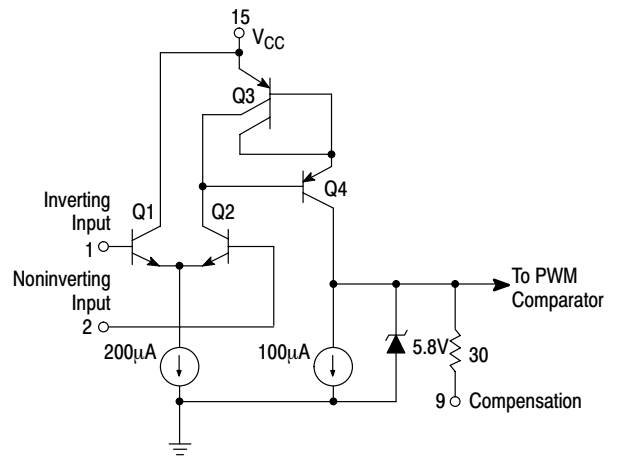 15
VCC
Q3
Q4
Inverting
Input
Q1
Q2
1
Noninverting
Input
2
To PWM
Comparator
200µA
100µA
5.8V
30
9
Compensation